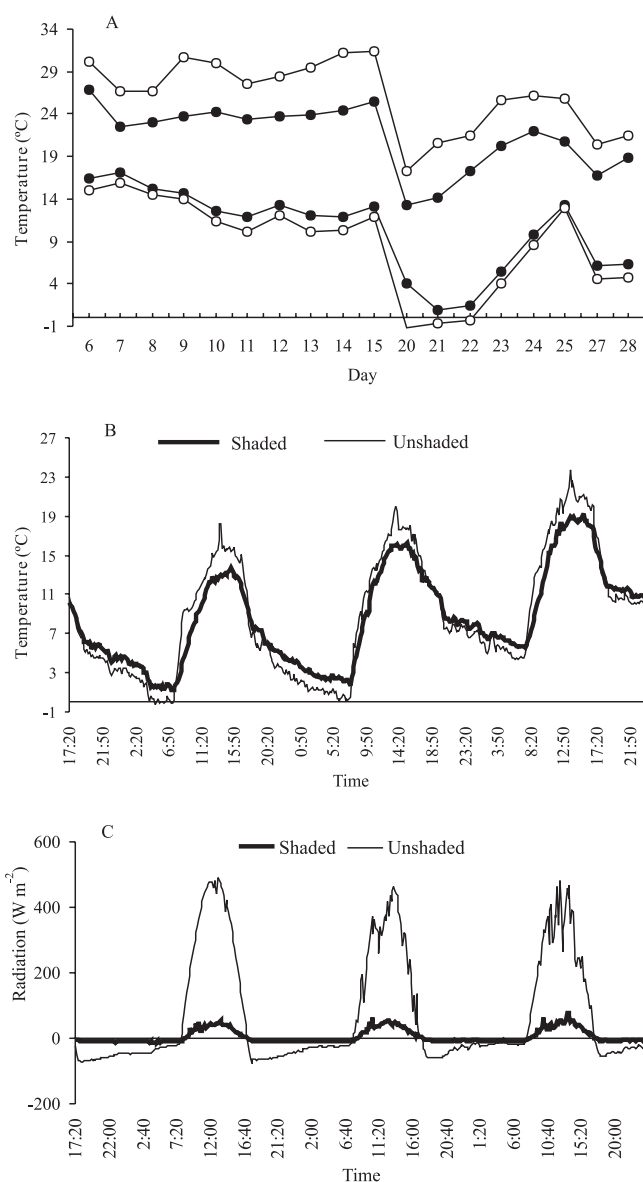 A
34
29
24
19
14
9
4
-1
Temperature (ºC)
6 7 8 9 10 11 12 13 14 15 20 21 22 23 24 25 27 28
Day
B
Shaded
Unshaded
27
23
19
15
11
7
3
-1
Temperature (ºC)
17:20 21:50 2:20 6:50 11:20 15:50 20:20 0:50 5:20 9:50 14:20 18:50 23:20 3:50 8:20 12:50 17:20 21:50
Time
C
Shaded
Unshaded
600
400
200
0
-200
Radiation (W m-2)
17:20 22:00 2:40 7:20 12:00 16:40 21:20 2:00 6:40 11:20 16:00 20:40 1:20 6:00 10:40 15:20 20:00
Time